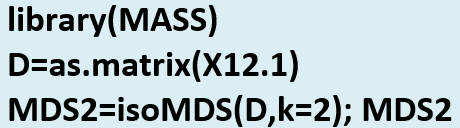 library(MASS)
D=as.matrix(X12.1)
MDS2=isoMDS(D,k=2); MDS2